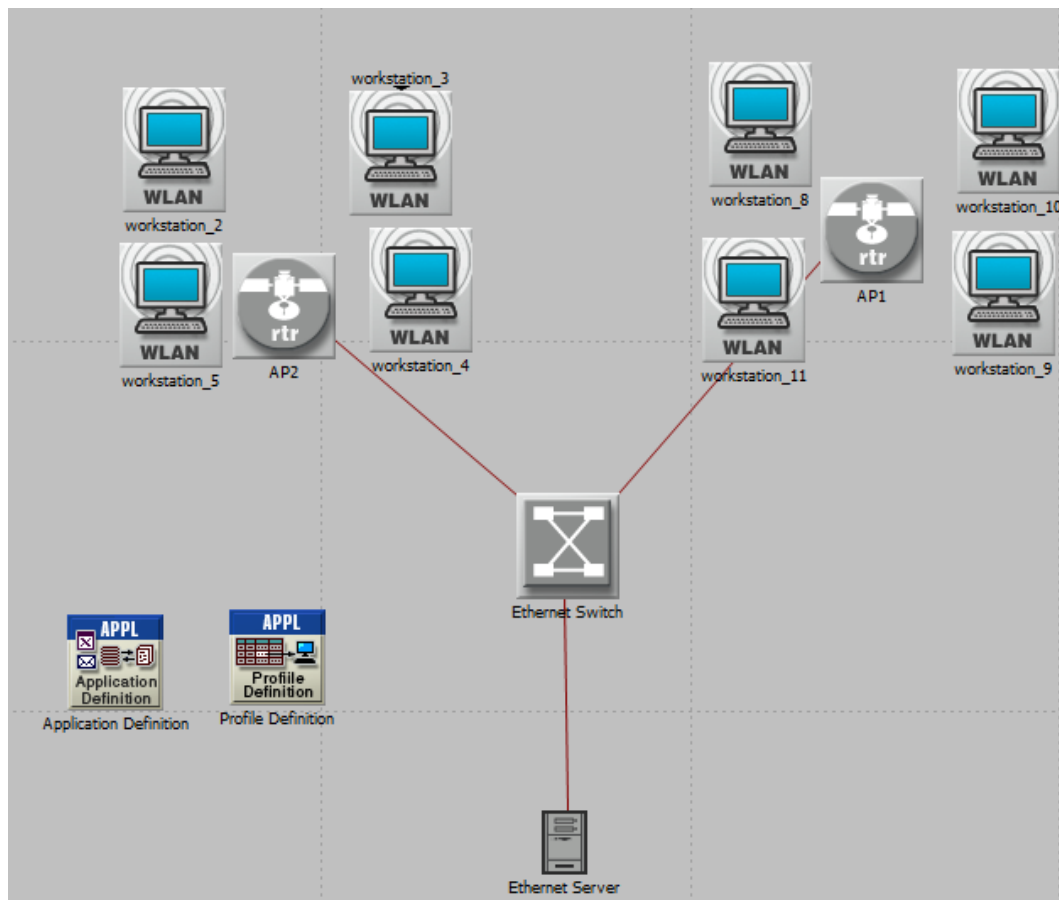 workstation_3
WLAN
workstation_2
WLAN
WLAN
workstation_8
WLAN
workstation_10
WLAN
workstation_5
rtr
AP2
WLAN
workstation_4
WLAN
workstation_11
rtr
AP1
WLAN
workstation_9
Ethernet Switch
APPL
Application
Definition
Application Definition
APPL
Profile
Definition
Profile Definition
Ethernet Server